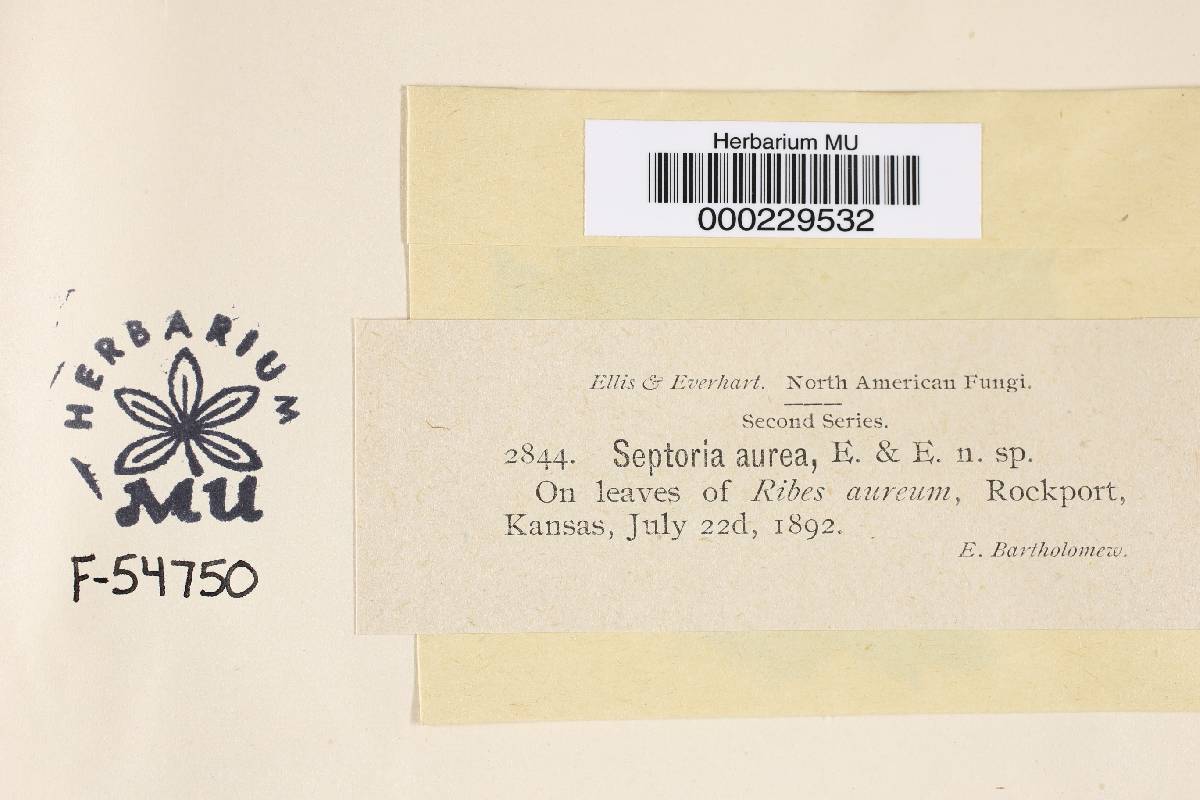 Herbarium MU
000229532
HERBARIUM
MU
F-54750
Ellis & Everhart. North American Fungi.
Second Series.
2844. Septoria aurea, E. & E. n. sp.
On leaves of Ribes aureum, Rockport,
Kansas, July 22d, 1892.
E. Bartholomew.